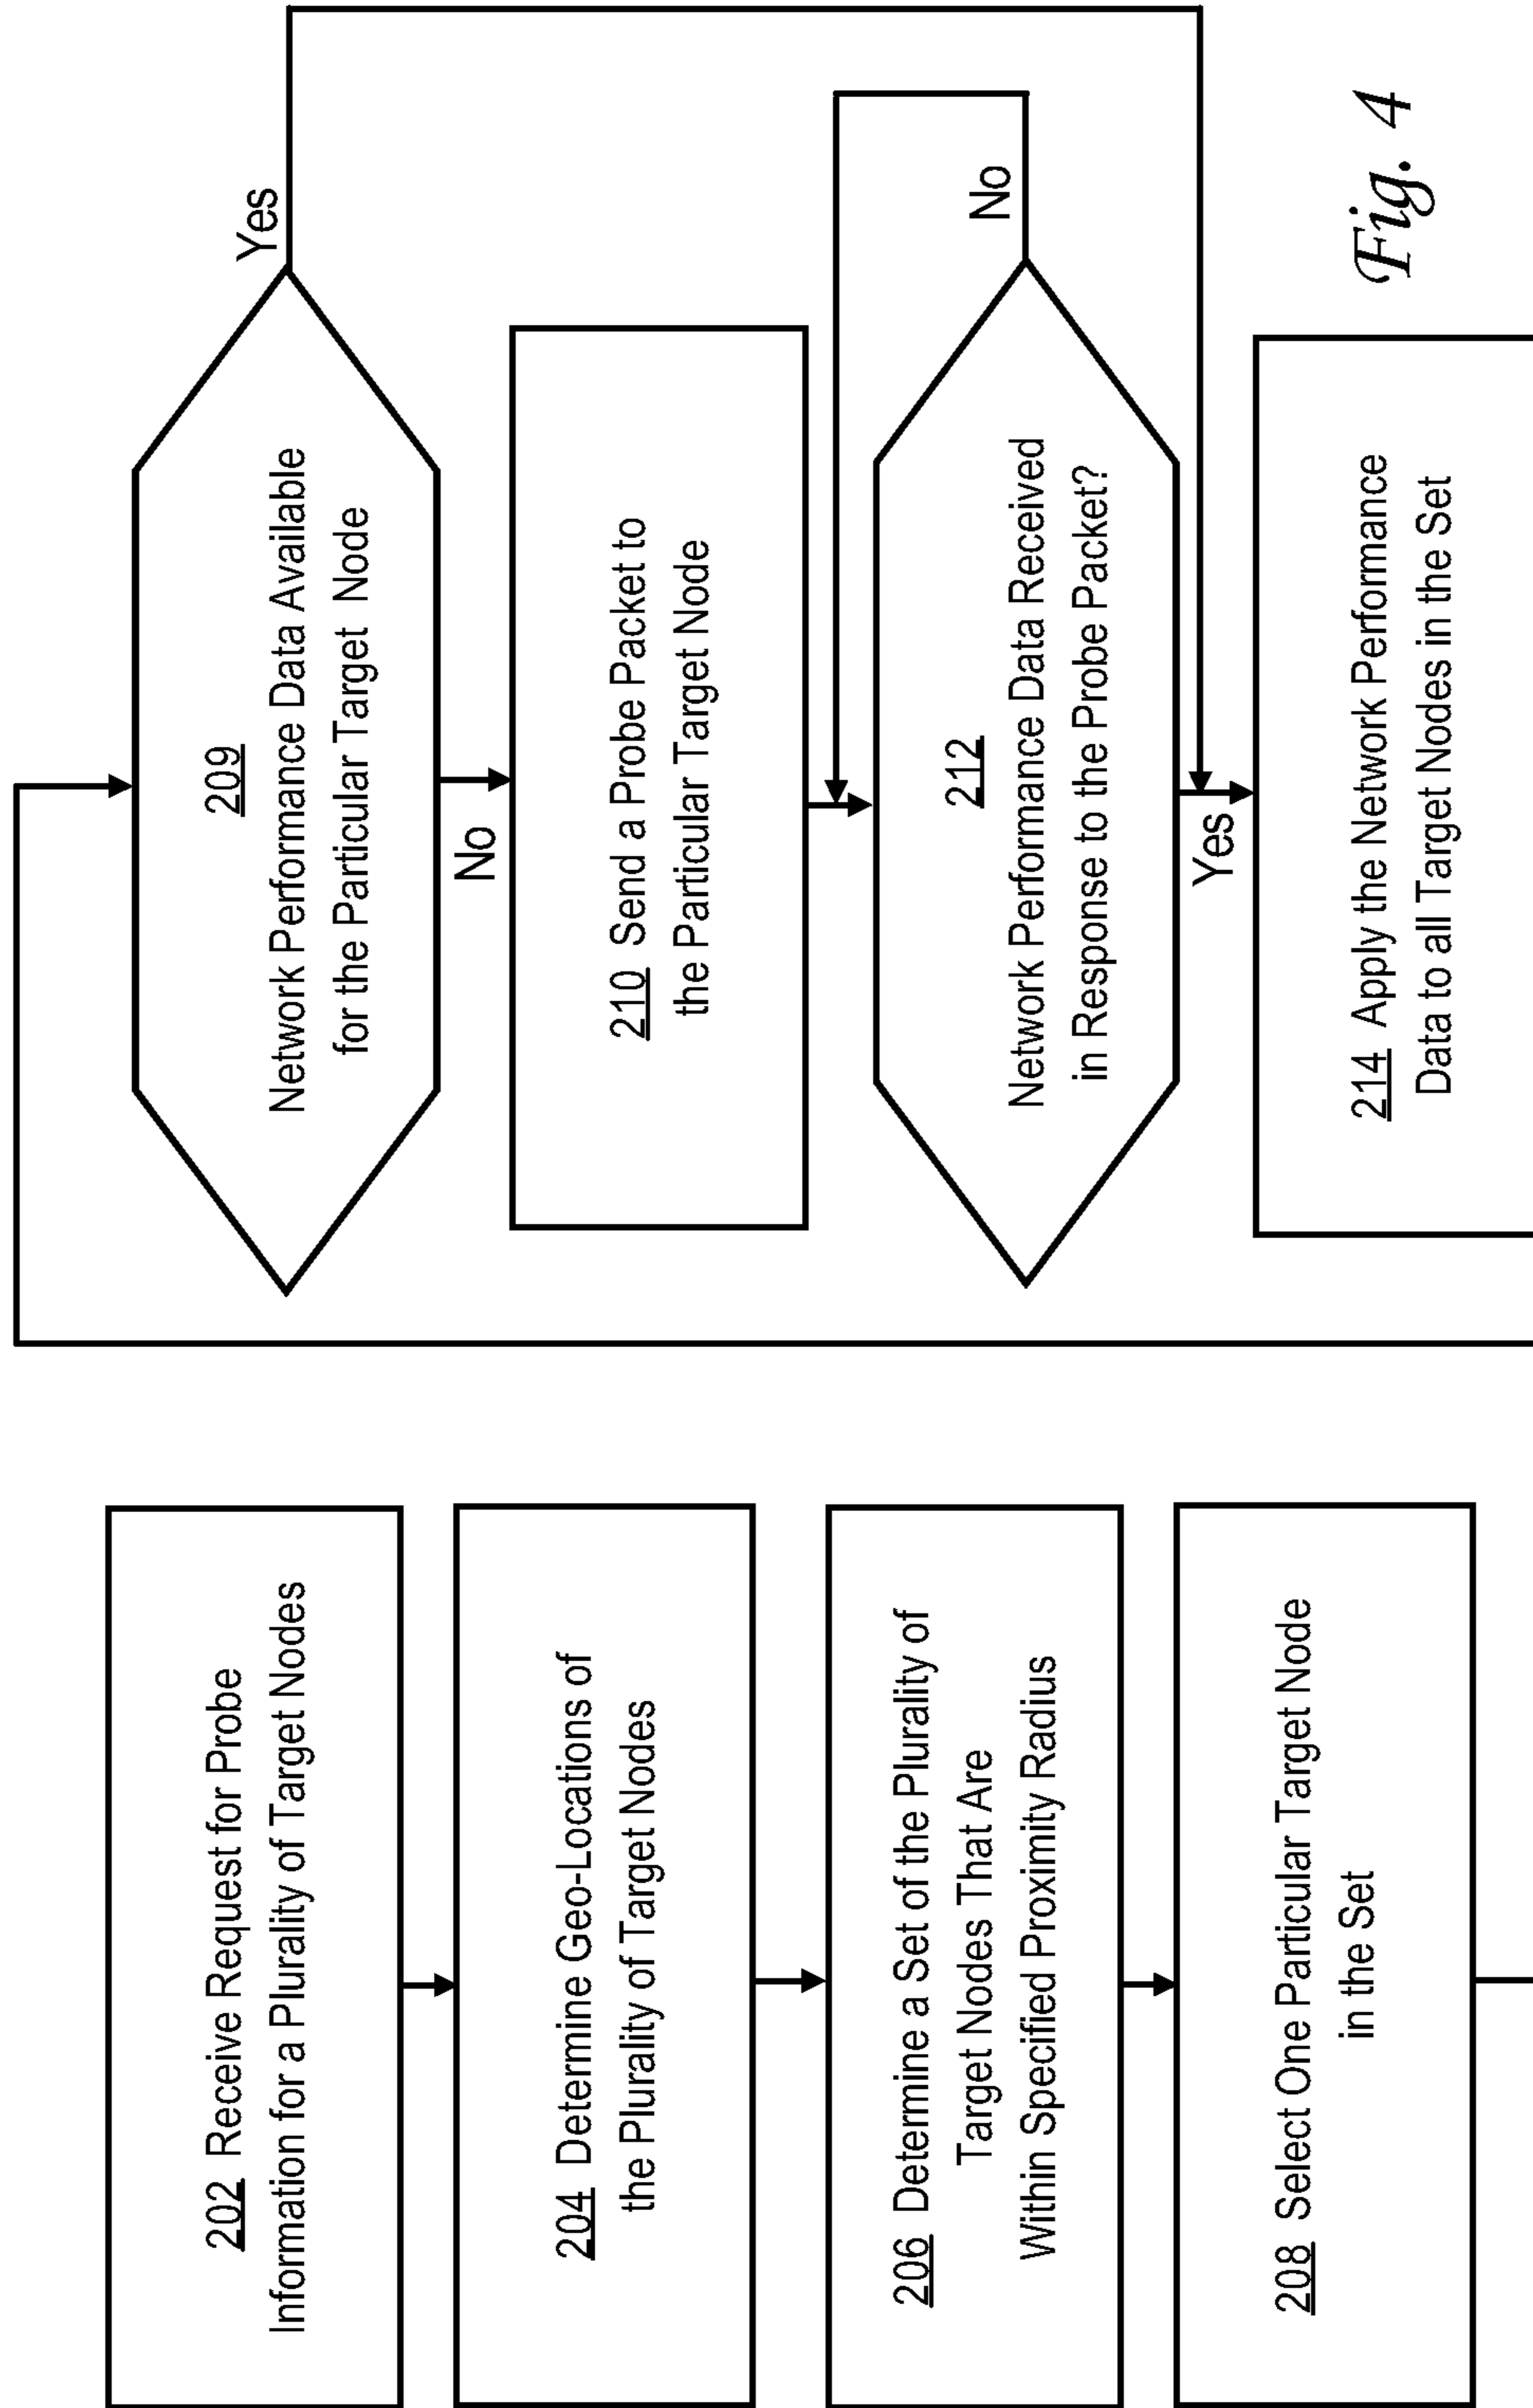 202 Receive Request for Probe
Information for a Plurality of Target Nodes
204 Determine Geo-Locations of
the Plurality of Target Nodes
206 Determine a Set of the Plurality of
Target Nodes That Are
Within Specified Proximity Radius
208 Select One Particular Target Node
in the Set
209
Network Performance Data Available
for the Particular Target Node
Yes
No
210 Send a Probe Packet to
the Particular Target Node
212
Network Performance Data Received
in Response to the Probe Packet?
No
Yes
214 Apply the Network Performance
Data to all Target Nodes in the Set
Fig. 4